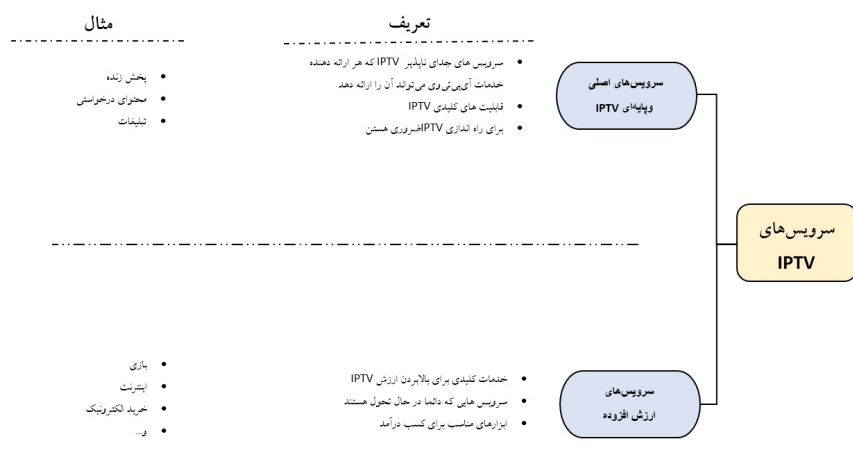 تعریف
مثال
سرویس‌های
IPTV
سرویس‌های اصلی
وپایه‌ای IPTV
• سرویس های جدای ناپذیر IPTV که هر ارائه دهنده
خدمات آی‌پی‌تی‌وی می‌تواند آن را ارائه دهد
• قابلیت های کلیدی IPTV
• برای راه اندازی IPTVضروری هستن
• پخش زنده
• محتوای درخواستی
• تبلیغات
سرویس‌های
ارزش افزوده
• خدمات کلیدی برای بالابردن ارزش IPTV
• سرویس هایی که دائما در حال تحول هستند
• ابزارهای مناسب برای کسب درآمد
• بازی
• اینترنت
• خرید الکترونیک
• و...